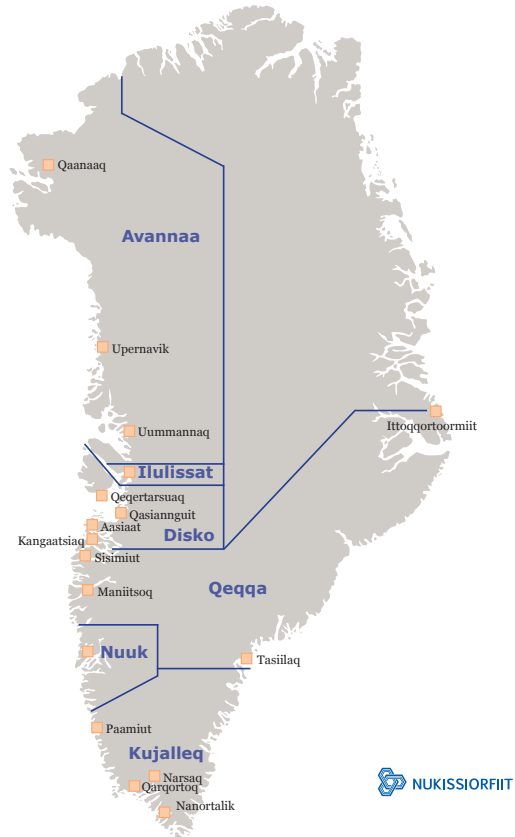 Qaanaaq
Avannaa
Upernavik
Uummannaq
Ittoqqortoormiit
Ilulissat
Qeqertarsuaq
Qasiannguit
Aasiaat
Disko
Kangaatsiaq
Sisimiut
Qeqqa
Maniitsoq
Nuuk
Tasiilaq
Paamiut
Kujalleq
Narsaq
Qarqortoq
Nanortalik
NUKISSIORFIIT